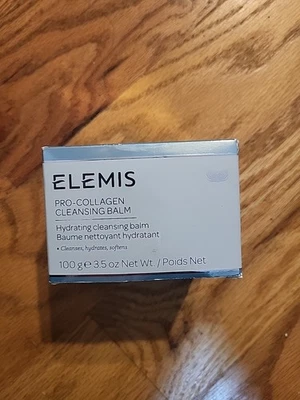 ELEMIS
PRO-COLLAGEN
CLEANSING BALM
Hydrating cleansing balm
Baume nettoyant hydratant
• Cleanses, hydrates, softens
100 g ℮ 3.5 oz Net Wt. / Poids Net